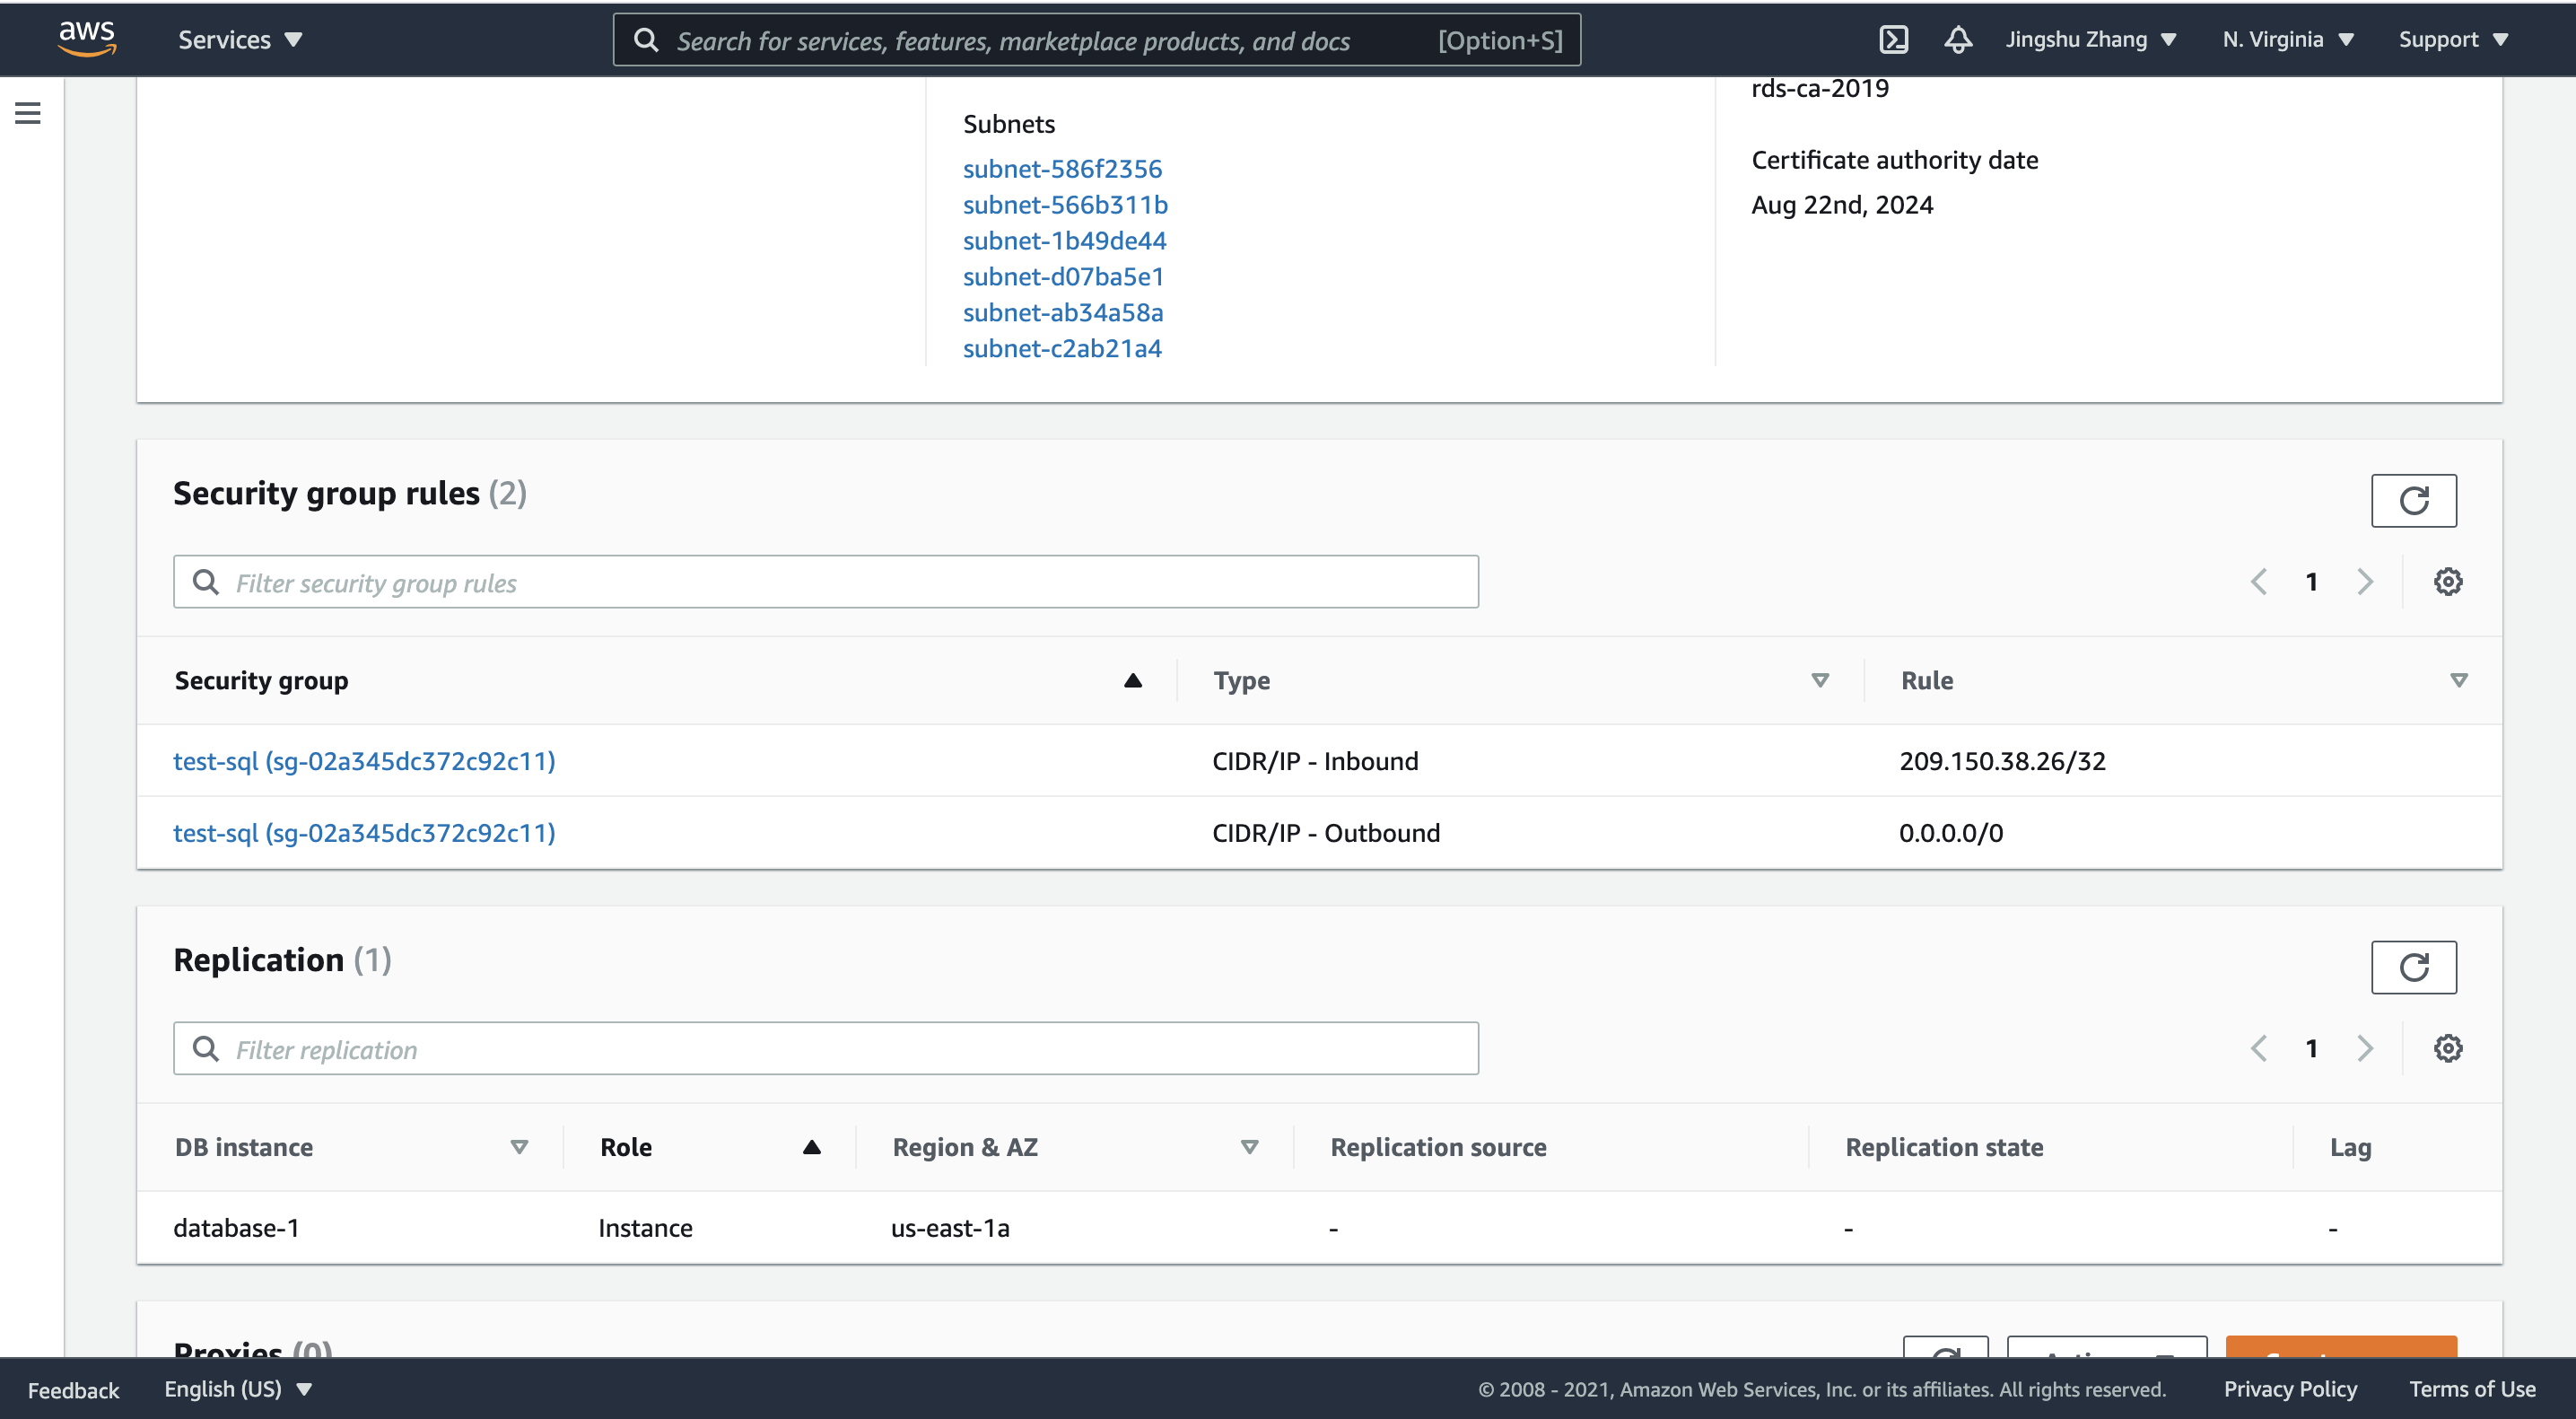 aws Services Search for services, features, marketplace products, and docs [Option+S] Jingshu Zhang N. Virginia Support
rds-ca-2019
Subnets
subnet-586f2356
subnet-566b311b
subnet-1b49de44
subnet-d07ba5e1
subnet-ab34a58a
subnet-c2ab21a4
Certificate authority date
Aug 22nd, 2024
Security group rules (2)
Filter security group rules
1
Security group Type Rule
test-sql (sg-02a345dc372c92c11) CIDR/IP - Inbound 209.150.38.26/32
test-sql (sg-02a345dc372c92c11) CIDR/IP - Outbound 0.0.0.0/0
Replication (1)
Filter replication
1
DB instance Role Region & AZ Replication source Replication state Lag
database-1 Instance us-east-1a - - -
Proxies (0)
Feedback English (US) © 2008 - 2021, Amazon Web Services, Inc. or its affiliates. All rights reserved. Privacy Policy Terms of Use